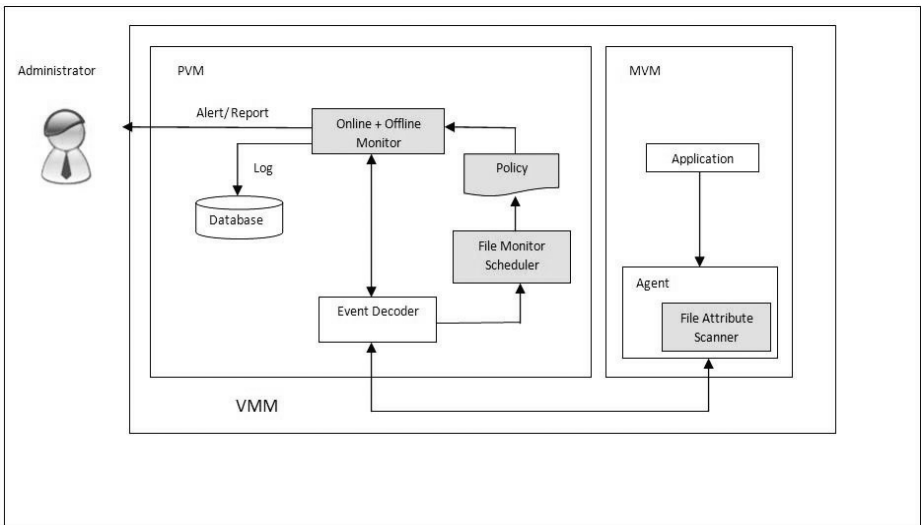 Administrator
PVM
MVM
Alert/Report
Online + Offline
Monitor
Log
Database
Policy
File Monitor
Scheduler
Event Decoder
Application
Agent
File Attribute
Scanner
VMM